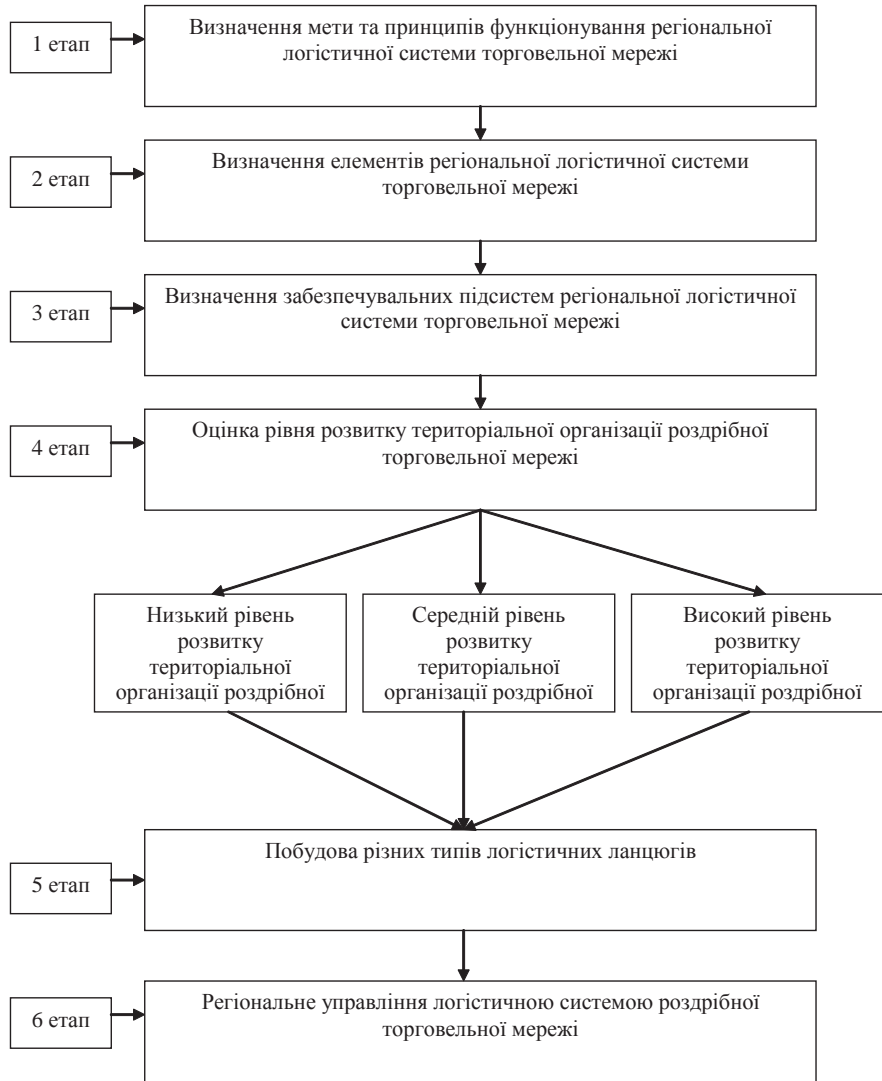 1 етап
Визначення мети та принципів функціонування регіональної
логістичної системи торговельної мережі
2 етап
Визначення елементів регіональної логістичної системи
торговельної мережі
3 етап
Визначення забезпечувальних підсистем регіональної логістичної
системи торговельної мережі
4 етап
Оцінка рівня розвитку територіальної організації роздрібної
торговельної мережі
Низький рівень
розвитку
територіальної
організації роздрібної
Середній рівень
розвитку
територіальної
організації роздрібної
Високий рівень
розвитку
територіальної
організації роздрібної
5 етап
Побудова різних типів логістичних ланцюгів
6 етап
Регіональне управління логістичною системою роздрібної
торговельної мережі